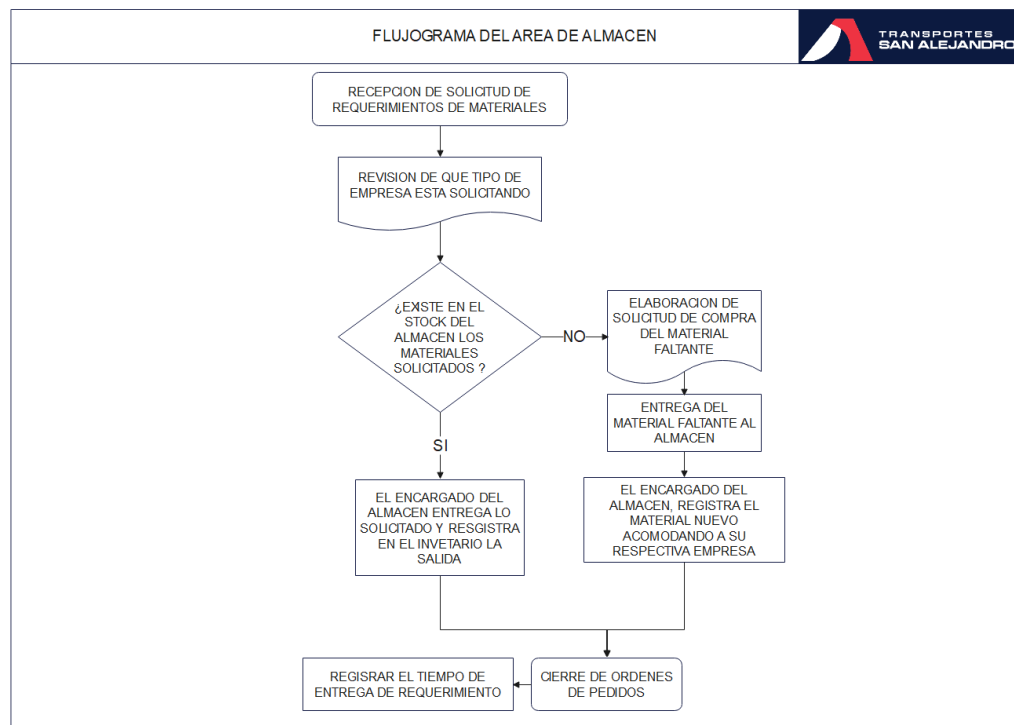 FLUJOGRAMA DEL AREA DE ALMACEN
TRANSPORTES
SAN ALEJANDRO
RECEPCION DE SOLICITUD DE
REQUERIMIENTOS DE MATERIALES
REVISION DE QUE TIPO DE
EMPRESA ESTA SOLICITANDO
¿EXISTE EN EL
STOCK DEL
ALMACEN LOS
MATERIALES
SOLICITADOS ?
NO
ELABORACION DE
SOLICITUD DE COMPRA
DEL MATERIAL
FALTANTE
ENTREGA DEL
MATERIAL FALTANTE AL
ALMACEN
SI
EL ENCARGADO DEL
ALMACEN ENTREGA LO
SOLICITADO Y RESGISTRA
EN EL INVETARIO LA
SALIDA
EL ENCARGADO DEL
ALMACEN, REGISTRA EL
MATERIAL NUEVO
ACOMODANDO A SU
RESPECTIVA EMPRESA
CIERRE DE ORDENES
DE PEDIDOS
REGISRAR EL TIEMPO DE
ENTREGA DE REQUERIMIENTO